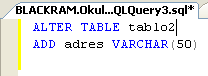 BLACKRAM.Okul...QLQuery3.sql*
ALTER TABLE tablo2
ADD adres VARCHAR(50)